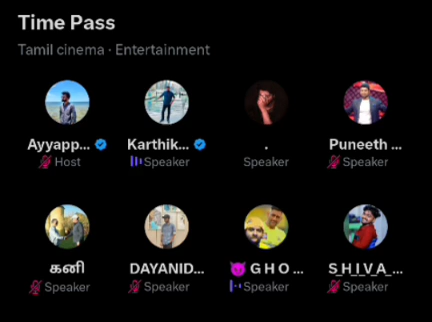 Time Pass
Tamil cinema · Entertainment
Ayyapp... Karthik... . Puneeth ...
Host Speaker Speaker Speaker
கனி DAYANID... 😈 G H O ... S_H_I_V_A_...
Speaker Speaker Speaker Speaker